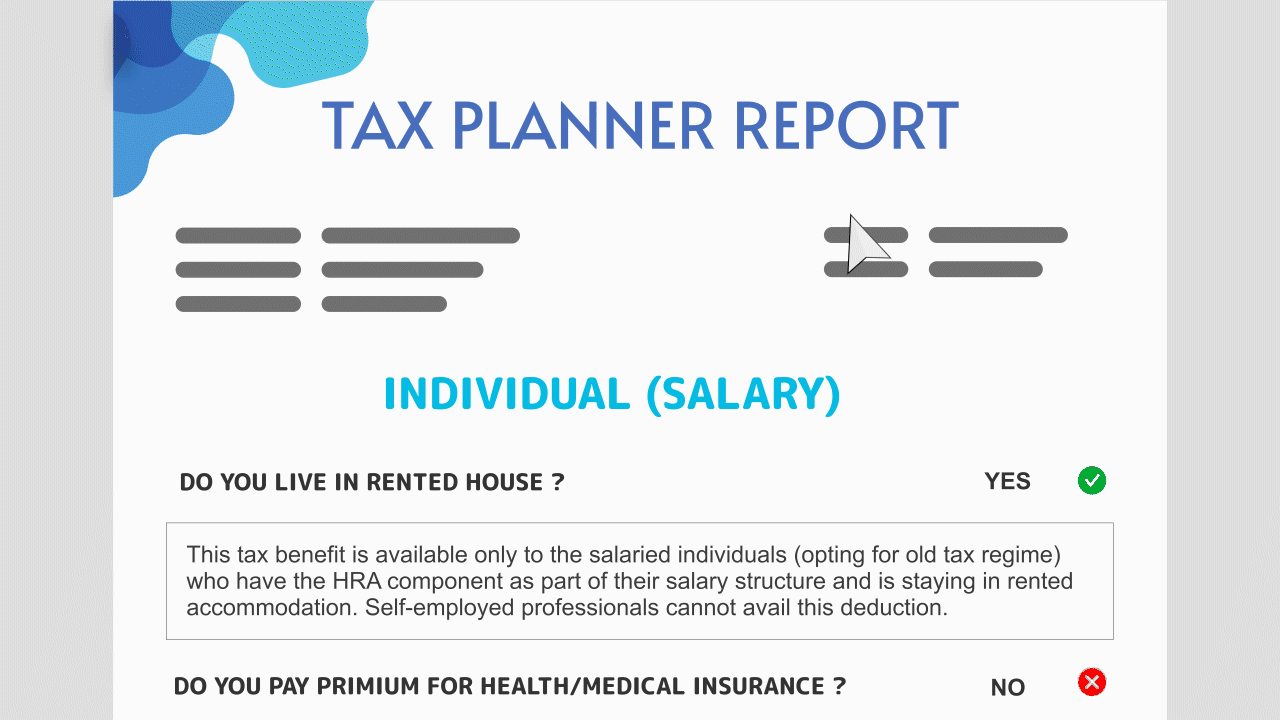 TAX PLANNER REPORT
INDIVIDUAL (SALARY)
DO YOU LIVE IN RENTED HOUSE ? YES
This tax benefit is available only to the salaried individuals (opting for old tax regime)
who have the HRA component as part of their salary structure and is staying in rented
accommodation. Self-employed professionals cannot avail this deduction.
DO YOU PAY PRIMIUM FOR HEALTH/MEDICAL INSURANCE ? NO